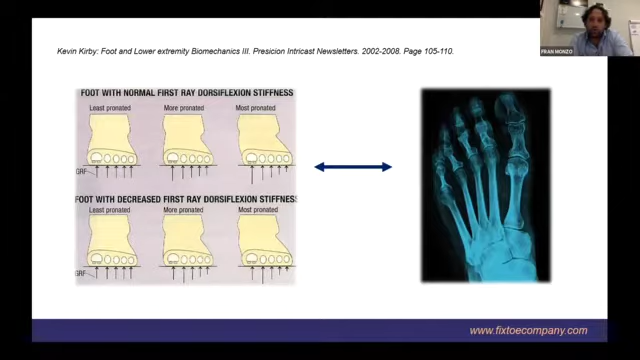 FRAN MONZO
Kevin Kirby: Foot and Lower extremity Biomechanics III. Presicion Intricast Newsletters. 2002-2008. Page 105-110.
FOOT WITH NORMAL FIRST RAY DORSIFLEXION STIFFNESS
Least pronated More pronated Most pronated
GRF
FOOT WITH DECREASED FIRST RAY DORSIFLEXION STIFFNESS
Least pronated More pronated Most pronated
GRF
www.fixtoecompany.com